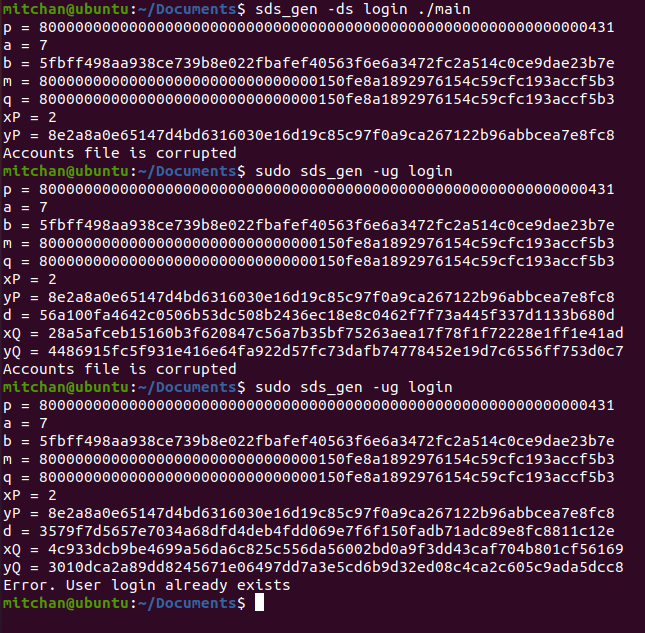 mitchan@ubuntu:~/Documents$ sds_gen -ds login ./main
p = 8000000000000000000000000000000000000000000000000000000000000431
a = 7
b = 5fbff498aa938ce739b8e022fbafef40563f6e6a3472fc2a514c0ce9dae23b7e
m = 8000000000000000000000000000000150fe8a1892976154c59cfc193accf5b3
q = 8000000000000000000000000000000150fe8a1892976154c59cfc193accf5b3
xP = 2
yP = 8e2a8a0e65147d4bd6316030e16d19c85c97f0a9ca267122b96abbcea7e8fc8
Accounts file is corrupted
mitchan@ubuntu:~/Documents$ sudo sds_gen -ug login
p = 8000000000000000000000000000000000000000000000000000000000000431
a = 7
b = 5fbff498aa938ce739b8e022fbafef40563f6e6a3472fc2a514c0ce9dae23b7e
m = 8000000000000000000000000000000150fe8a1892976154c59cfc193accf5b3
q = 8000000000000000000000000000000150fe8a1892976154c59cfc193accf5b3
xP = 2
yP = 8e2a8a0e65147d4bd6316030e16d19c85c97f0a9ca267122b96abbcea7e8fc8
d = 56a100fa4642c0506b53dc508b2436ec18e8c0462f7f73a445f337d1133b680d
xQ = 28a5afceb15160b3f620847c56a7b35bf75263aea17f78f1f72228e1ff1e41ad
yQ = 4486915fc5f931e416e64fa922d57fc73dafb74778452e19d7c6556ff753d0c7
Accounts file is corrupted
mitchan@ubuntu:~/Documents$ sudo sds_gen -ug login
p = 8000000000000000000000000000000000000000000000000000000000000431
a = 7
b = 5fbff498aa938ce739b8e022fbafef40563f6e6a3472fc2a514c0ce9dae23b7e
m = 8000000000000000000000000000000150fe8a1892976154c59cfc193accf5b3
q = 8000000000000000000000000000000150fe8a1892976154c59cfc193accf5b3
xP = 2
yP = 8e2a8a0e65147d4bd6316030e16d19c85c97f0a9ca267122b96abbcea7e8fc8
d = 3579f7d5657e7034a68dfd4deb4fdd069e7f6f150fadb71adc89e8fc8811c12e
xQ = 4c933dcb9be4699a56da6c825c556da56002bd0a9f3dd43caf704b801cf56169
yQ = 3010dca2a89dd8245671e06497dd7a3e5cd6b9d32ed08c4ca2c605c9ada5dcc8
Error. User login already exists
mitchan@ubuntu:~/Documents$